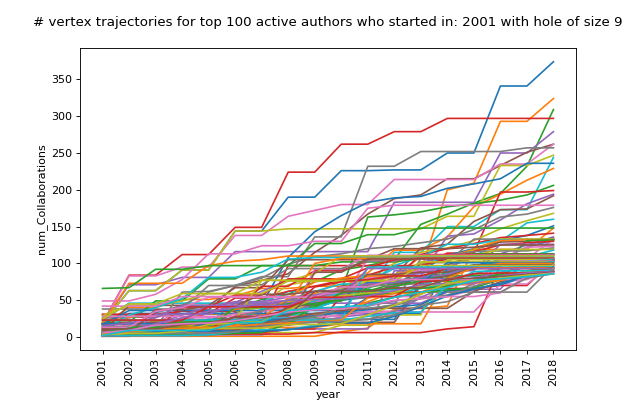 # vertex trajectories for top 100 active authors who started in: 2001 with hole of size 9
num_Collaborations
350
300
250
200
150
100
50
0
2001 2002 2003 2004 2005 2006 2007 2008 2009 2010 2011 2012 2013 2014 2015 2016 2017 2018
year